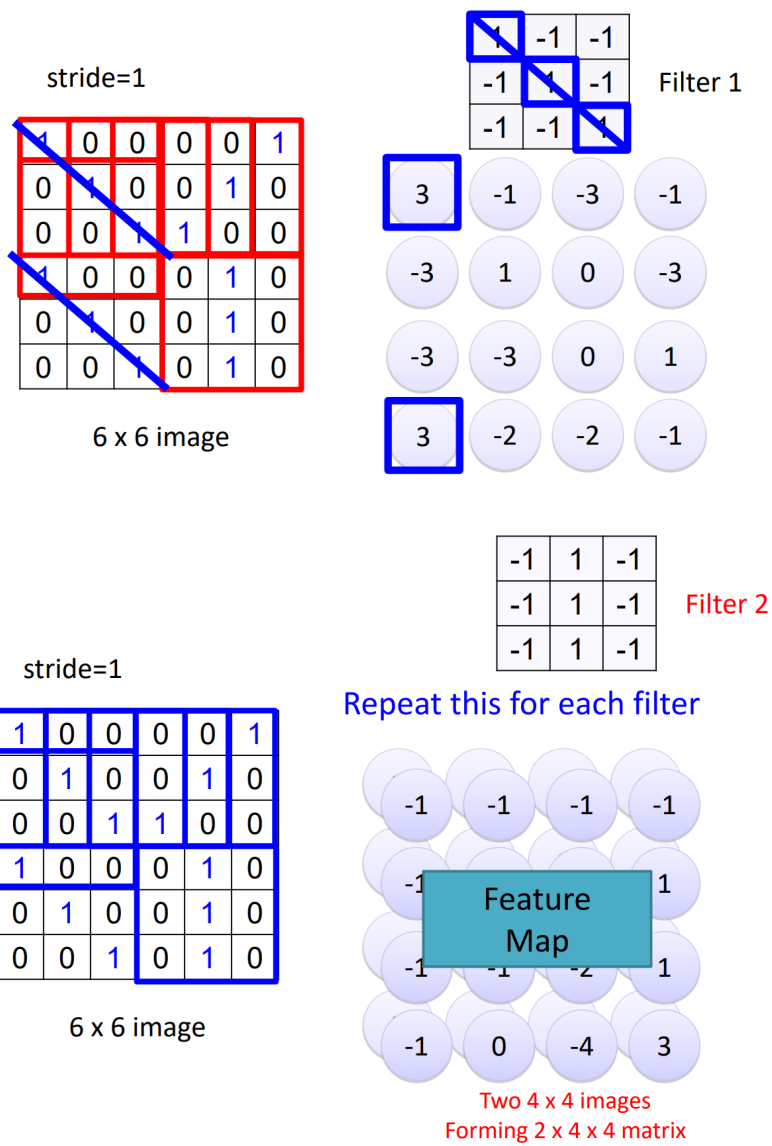 1 -1 -1
stride=1
-1 1 -1
Filter 1
-1 -1 1
1 0 0 0 0 1
0 1 0 0 1 0
0 0 1 1 0 0
1 0 0 0 1 0
0 1 0 0 1 0
0 0 1 0 1 0
6 x 6 image
3 -1 -3 -1
-3 1 0 -3
-3 -3 0 1
3 -2 -2 -1
-1 1 -1
-1 1 -1
Filter 2
-1 1 -1
stride=1
Repeat this for each filter
1 0 0 0 0 1
0 1 0 0 1 0
0 0 1 1 0 0
1 0 0 0 1 0
0 1 0 0 1 0
0 0 1 0 1 0
6 x 6 image
-1 -1 -1 -1
-1 1
Feature
Map
-1 -1 -2 1
-1 0 -4 3
Two 4 x 4 images
Forming 2 x 4 x 4 matrix